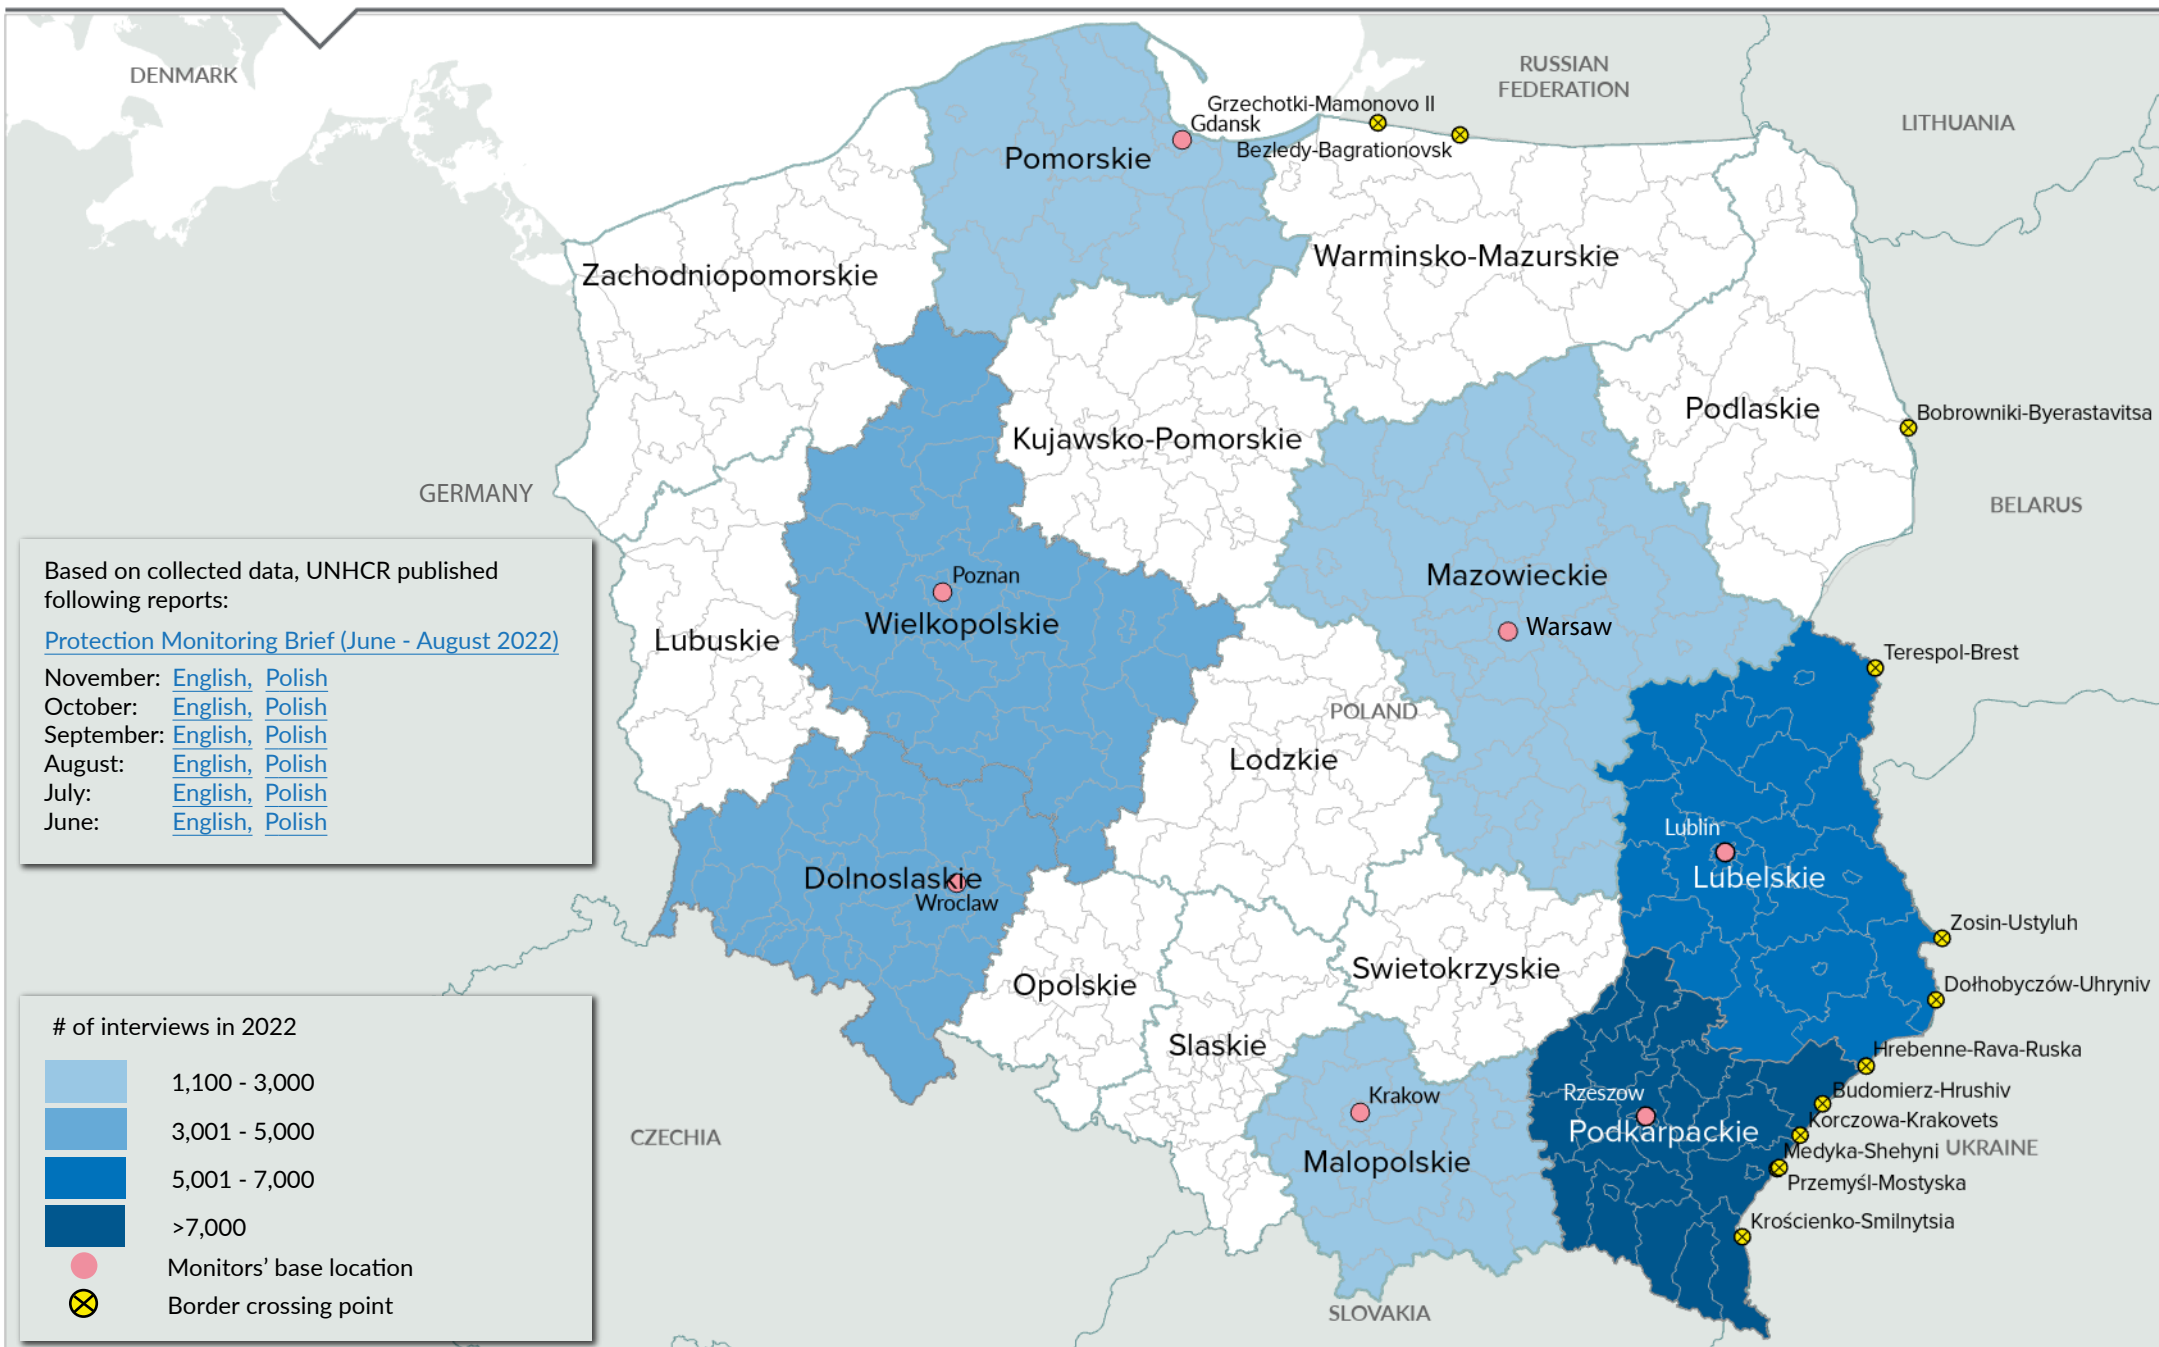 DENMARK
RUSSIAN
FEDERATION
LITHUANIA
Grzechotki-Mamonovo II
Gdansk
Bezledy-Bagrationovsk
Pomorskie
Warminsko-Mazurskie
Zachodniopomorskie
Podlaskie
Bobrowniki-Byerastavitsa
Kujawsko-Pomorskie
GERMANY
BELARUS
Based on collected data, UNHCR published
following reports:
Protection Monitoring Brief (June - August 2022)
November: English, Polish
October: English, Polish
September: English, Polish
August: English, Polish
July: English, Polish
June: English, Polish
Poznan
Wielkopolskie
Mazowieckie
Warsaw
Lubuskie
Terespol-Brest
POLAND
Lodzkie
Lublin
Lubelskie
Dolnoslaskie
Wroclaw
Zosin-Ustyluh
Swietokrzyskie
Opolskie
Dołhobyczów-Uhryniv
Slaskie
Hrebenne-Rava-Ruska
Krakow
Rzeszow
Budomierz-Hrushiv
Korczowa-Krakovets
Podkarpackie
Medyka-Shehyni
UKRAINE
CZECHIA
Malopolskie
Przemyśl-Mostyska
Krościenko-Smilnytsia
SLOVAKIA
# of interviews in 2022
1,100 - 3,000
3,001 - 5,000
5,001 - 7,000
>7,000
Monitors' base location
Border crossing point